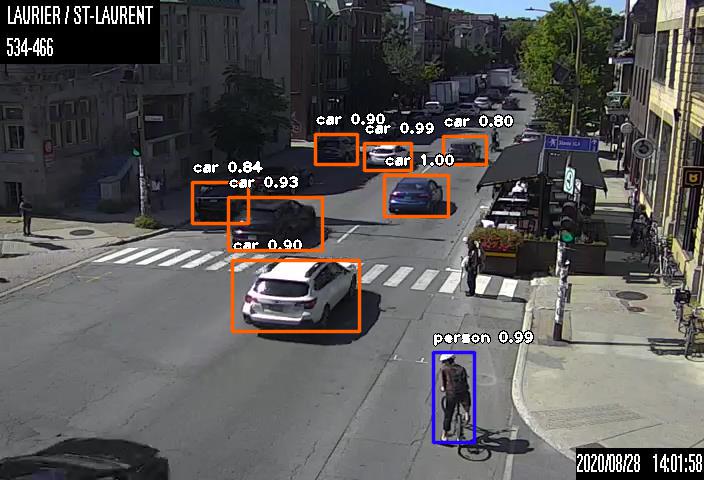 LAURIER / ST-LAURENT
534-466
car 0.90
car 0.99
car 0.80
car 1.00
car 0.84
car 0.93
car 0.90
person 0.99
2020/08/28 14:01:58